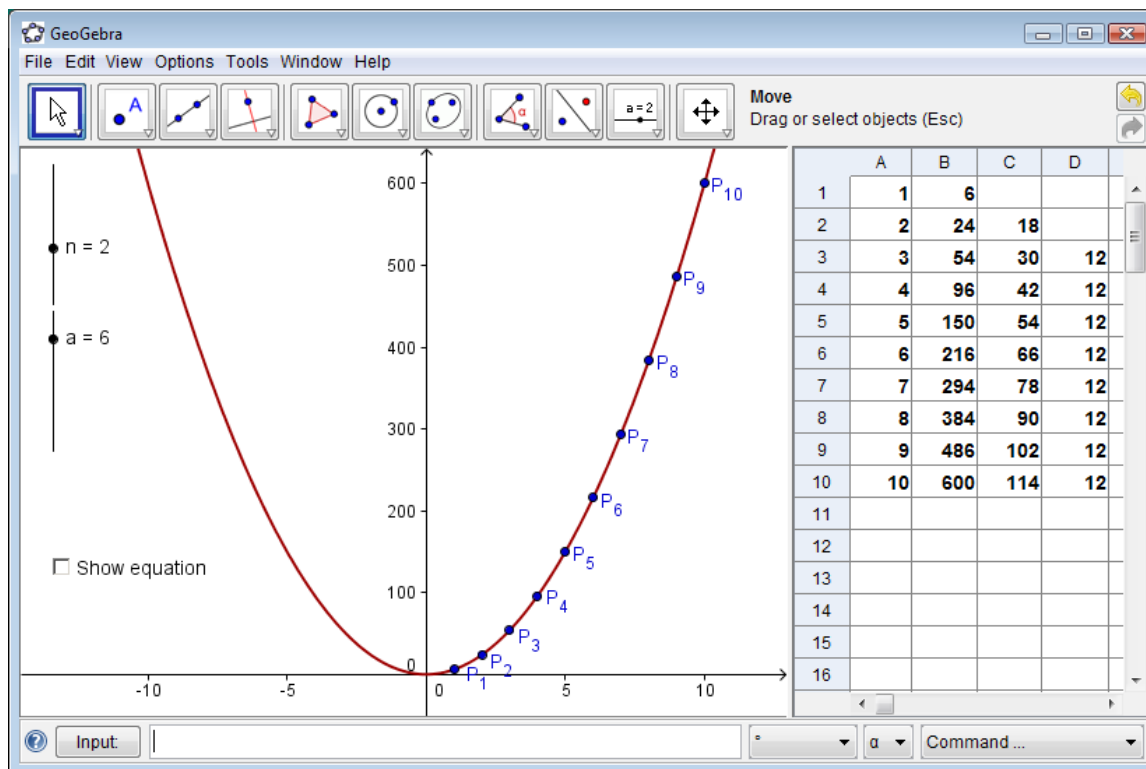 GeoGebra
File Edit View Options Tools Window Help
A
α
a=2
Move
Drag or select objects (Esc)
n = 2
a = 6
Show equation
600
500
400
300
200
100
0
-10 -5 0 5 10
P1
P2
P3
P4
P5
P6
P7
P8
P9
P10
A B C D
1 1 6
2 2 24 18
3 3 54 30 12
4 4 96 42 12
5 5 150 54 12
6 6 216 66 12
7 7 294 78 12
8 8 384 90 12
9 9 486 102 12
10 10 600 114 12
11
12
13
14
15
16
Input:
° α Command ...